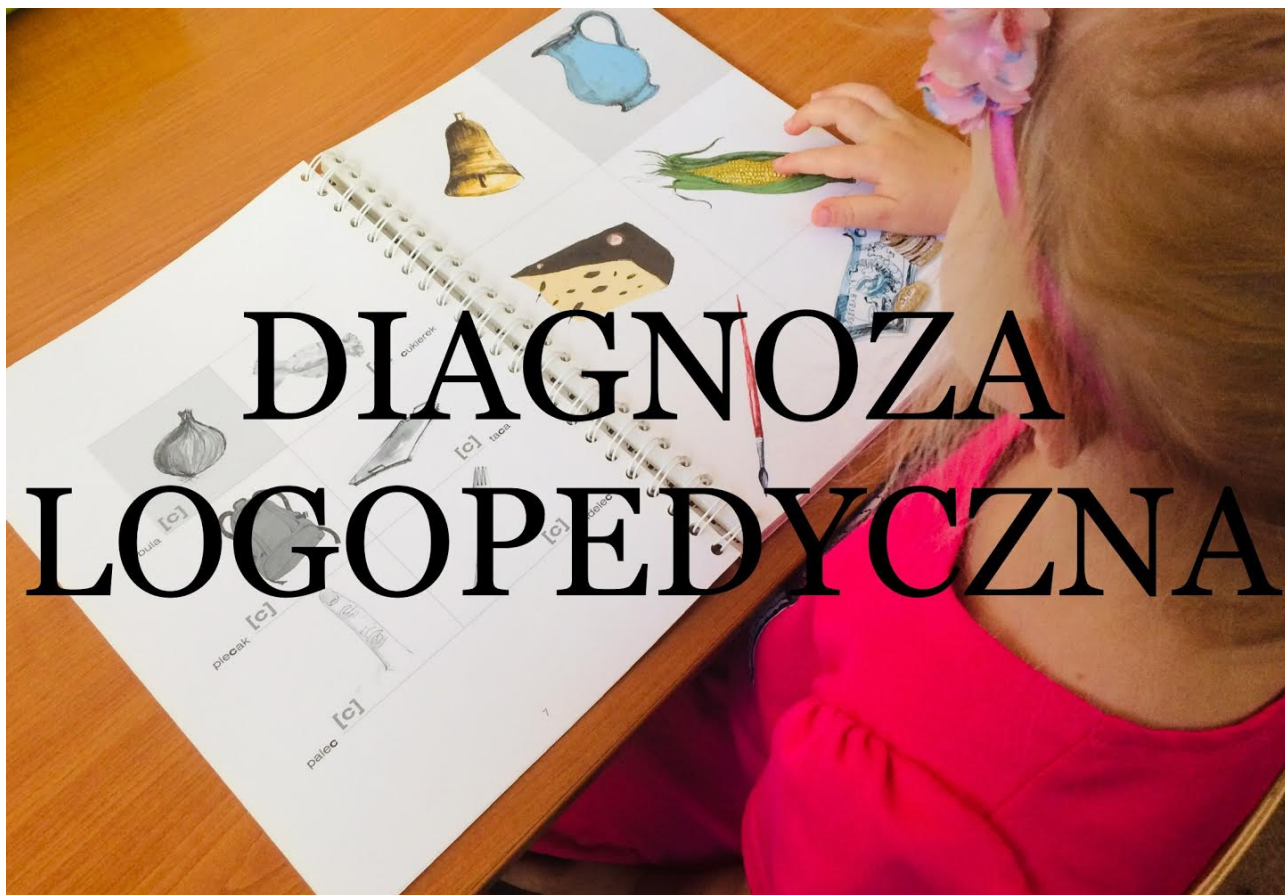 DIAGNOZA
LOGOPEDYCZNA
cukierek
[c] taca
[c]
[c]
plecak [c]
palec [c]
7